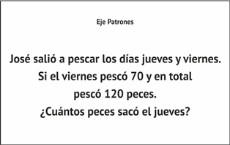 Eje Patrones
José salió a pescar los días jueves y viernes.
Si el viernes pescó 70 y en total
pescó 120 peces.
¿Cuántos peces sacó el jueves?